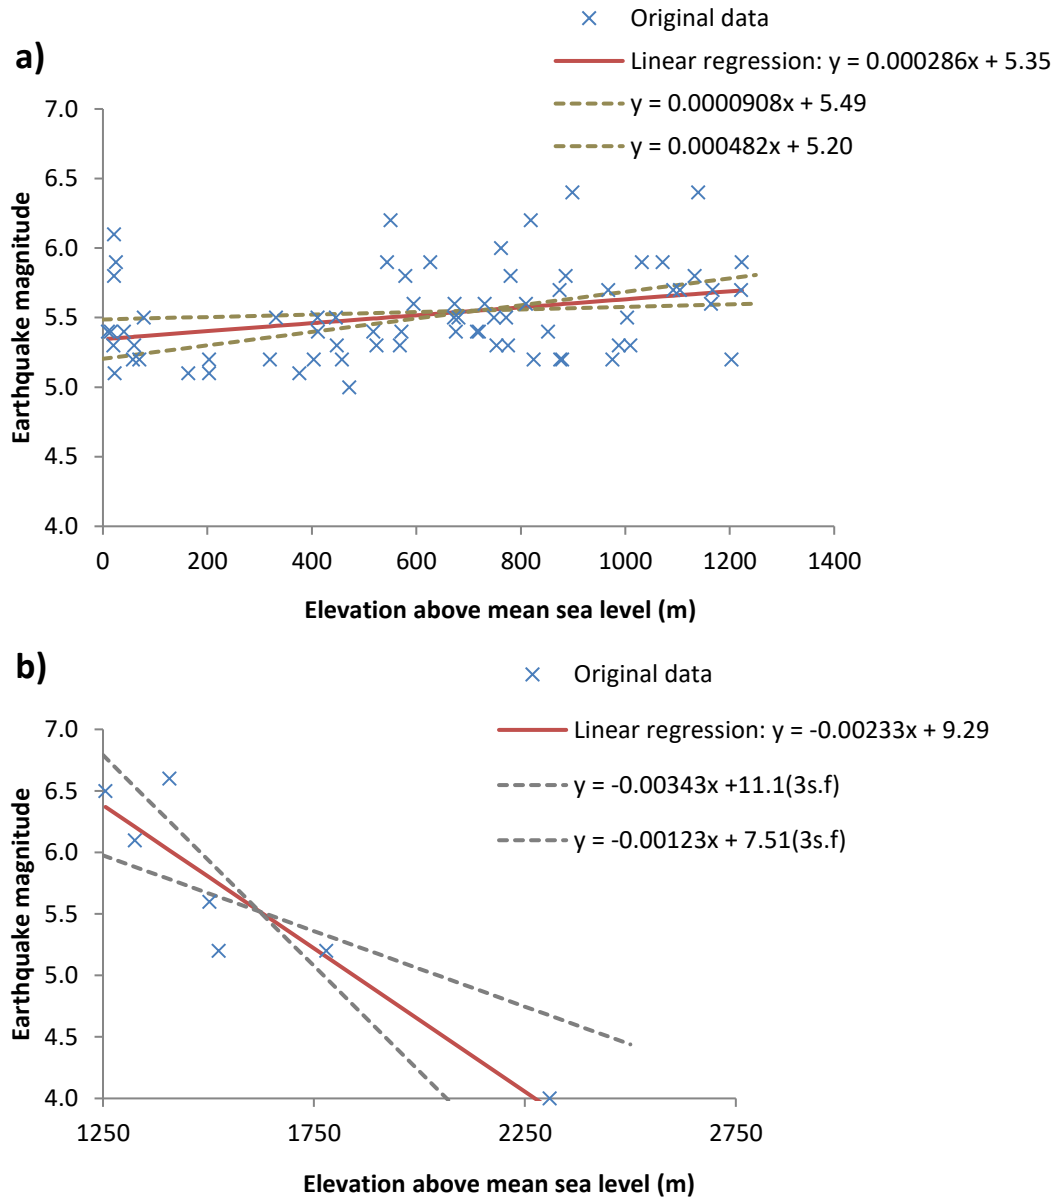 a)
Original data
Linear regression: y = 0.000286x + 5.35
y = 0.0000908x + 5.49
y = 0.000482x + 5.20
Earthquake magnitude
7.0
6.5
6.0
5.5
5.0
4.5
4.0
0 200 400 600 800 1000 1200 1400
Elevation above mean sea level (m)
b)
Original data
Linear regression: y = -0.00233x + 9.29
y = -0.00343x +11.1(3s.f)
y = -0.00123x + 7.51(3s.f)
Earthquake magnitude
7.0
6.5
6.0
5.5
5.0
4.5
4.0
1250 1750 2250 2750
Elevation above mean sea level (m)